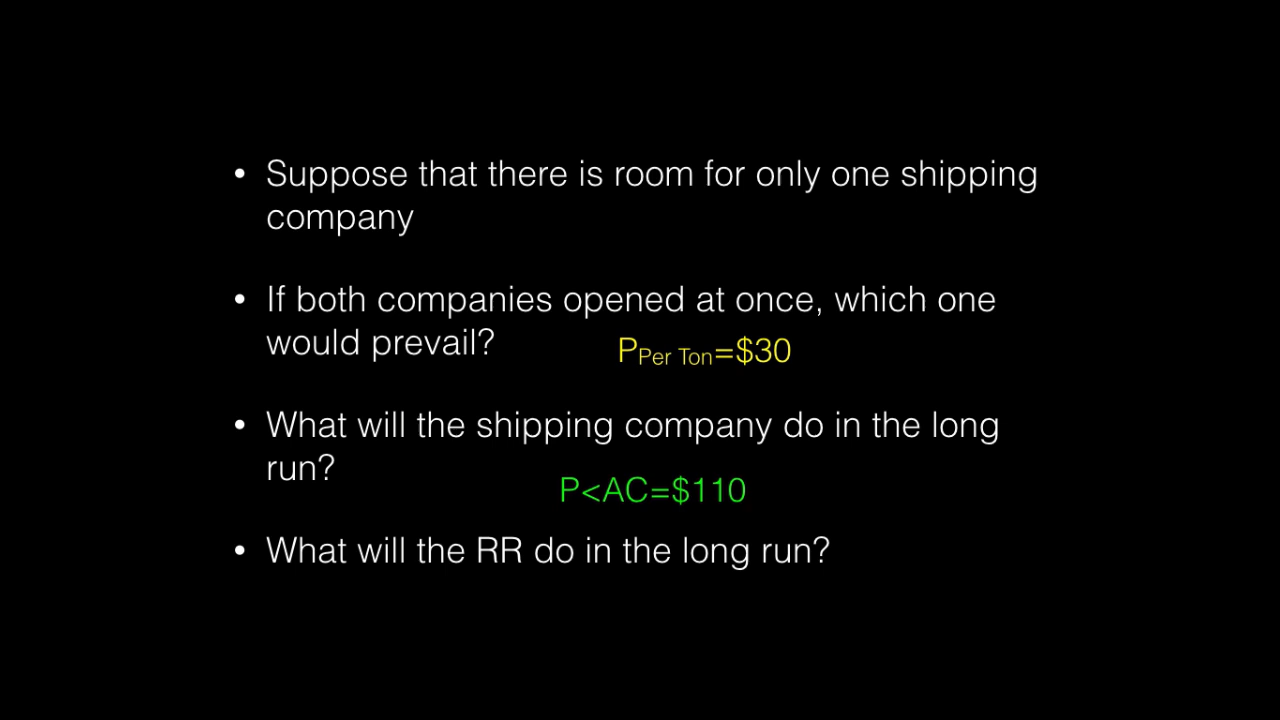 • Suppose that there is room for only one shipping
company
• If both companies opened at once, which one
would prevail?
PPer Ton=$30
• What will the shipping company do in the long
run?
P<AC=$110
• What will the RR do in the long run?